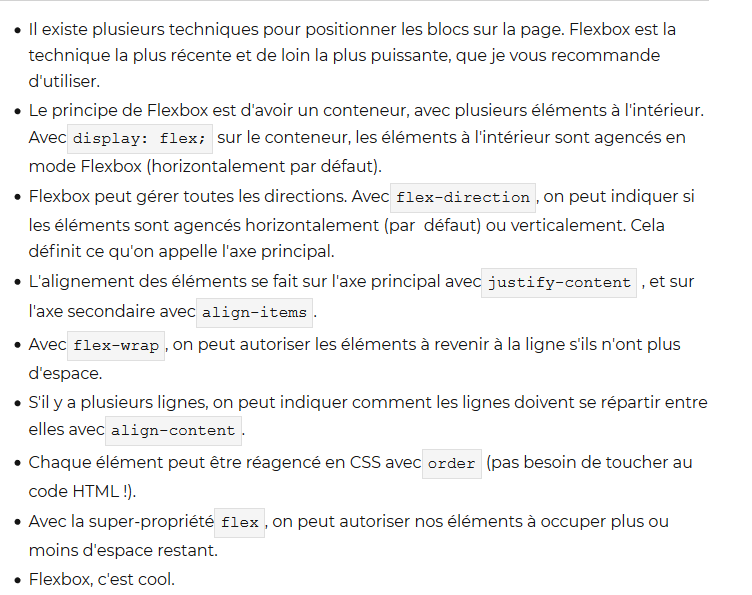 • Il existe plusieurs techniques pour positionner les blocs sur la page. Flexbox est la
technique la plus récente et de loin la plus puissante, que je vous recommande
d'utiliser.
• Le principe de Flexbox est d'avoir un conteneur, avec plusieurs éléments à l'intérieur.
Avec display: flex; sur le conteneur, les éléments à l'intérieur sont agencés en
mode Flexbox (horizontalement par défaut).
• Flexbox peut gérer toutes les directions. Avec flex-direction , on peut indiquer si
les éléments sont agencés horizontalement (par défaut) ou verticalement. Cela
définit ce qu'on appelle l'axe principal.
• L'alignement des éléments se fait sur l'axe principal avec justify-content , et sur
l'axe secondaire avec align-items .
• Avec flex-wrap , on peut autoriser les éléments à revenir à la ligne s'ils n'ont plus
d'espace.
• S'il y a plusieurs lignes, on peut indiquer comment les lignes doivent se répartir entre
elles avec align-content .
• Chaque élément peut être réagencé en CSS avec order (pas besoin de toucher au
code HTML !).
• Avec la super-propriété flex , on peut autoriser nos éléments à occuper plus ou
moins d'espace restant.
• Flexbox, c'est cool.